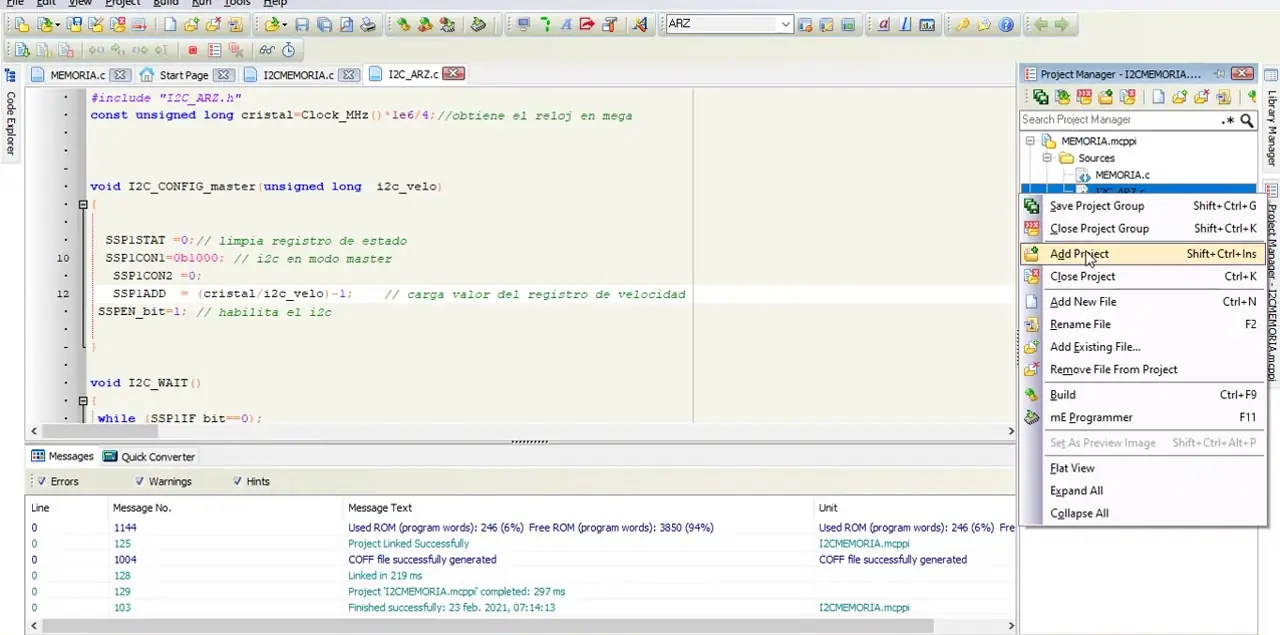 File Edit View Project Build Run Tools Help
ARZ
MEMORIA.c Start Page I2CMEMORIA.c I2C_ARZ.c
Code Explorer
#include "I2C_ARZ.h"
const unsigned long cristal=Clock_MHz()*1e6/4;//obtiene el reloj en mega
void I2C_CONFIG_master(unsigned long i2c_velo)
{
SSP1STAT =0;// limpia registro de estado
10 SSP1CON1=0b1000; // i2c en modo master
SSP1CON2 =0;
12 SSP1ADD = (cristal/i2c_velo)-1; // carga valor del registro de velocidad
SSPEN_bit=1; // habilita el i2c
}
void I2C_WAIT()
{
while (SSP1IF_bit==0);
Project Manager - I2CMEMORIA....
Search Project Manager .*
MEMORIA.mcppi
Sources
MEMORIA.c
I2C_ARZ.c
Save Project Group Shift+Ctrl+G
Close Project Group Shift+Ctrl+K
Add Project Shift+Ctrl+Ins
Close Project Ctrl+K
Add New File Ctrl+N
Rename File F2
Add Existing File...
Remove File From Project
Build Ctrl+F9
mE Programmer F11
Set As Preview Image Shift+Ctrl+Alt+P
Flat View
Expand All
Collapse All
Library Manager
Project Manager - I2CMEMORIA.mcppi
Messages Quick Converter
Errors Warnings Hints
Line Message No. Message Text Unit
0 1144 Used ROM (program words): 246 (6%) Free ROM (program words): 3850 (94%) Used ROM (program words): 246 (6%) Fre
0 125 Project Linked Successfully I2CMEMORIA.mcppi
0 1004 COFF file successfully generated COFF file successfully generated
0 128 Linked in 219 ms
0 129 Project 'I2CMEMORIA.mcppi' completed: 297 ms
0 103 Finished successfully: 23 feb. 2021, 07:14:13 I2CMEMORIA.mcppi